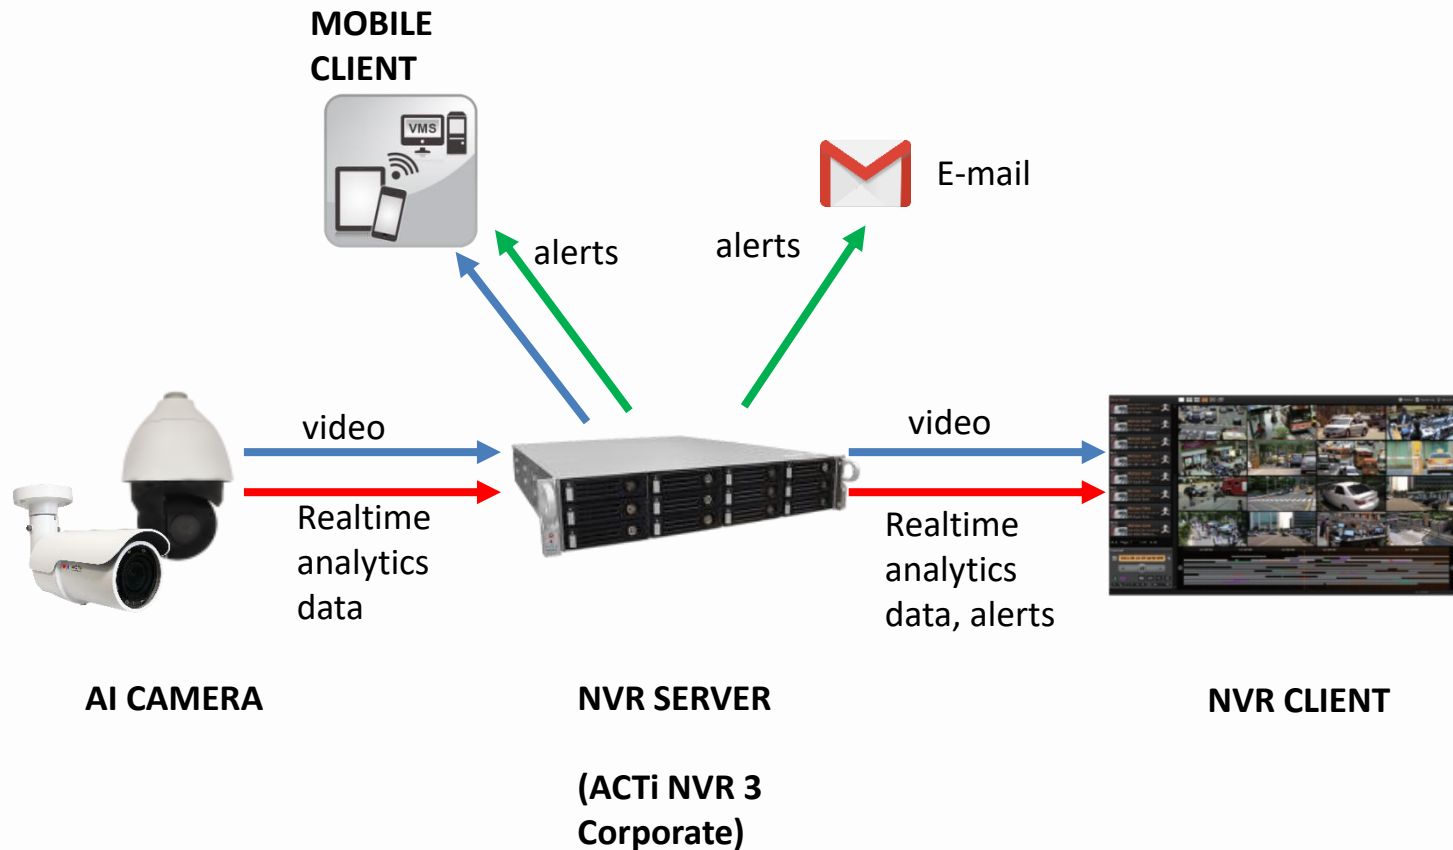 MOBILE
CLIENT
VMS
E-mail
alerts
alerts
video
video
Realtime
analytics
data
Realtime
analytics
data, alerts
AI CAMERA
NVR SERVER
NVR CLIENT
(ACTi NVR 3
Corporate)